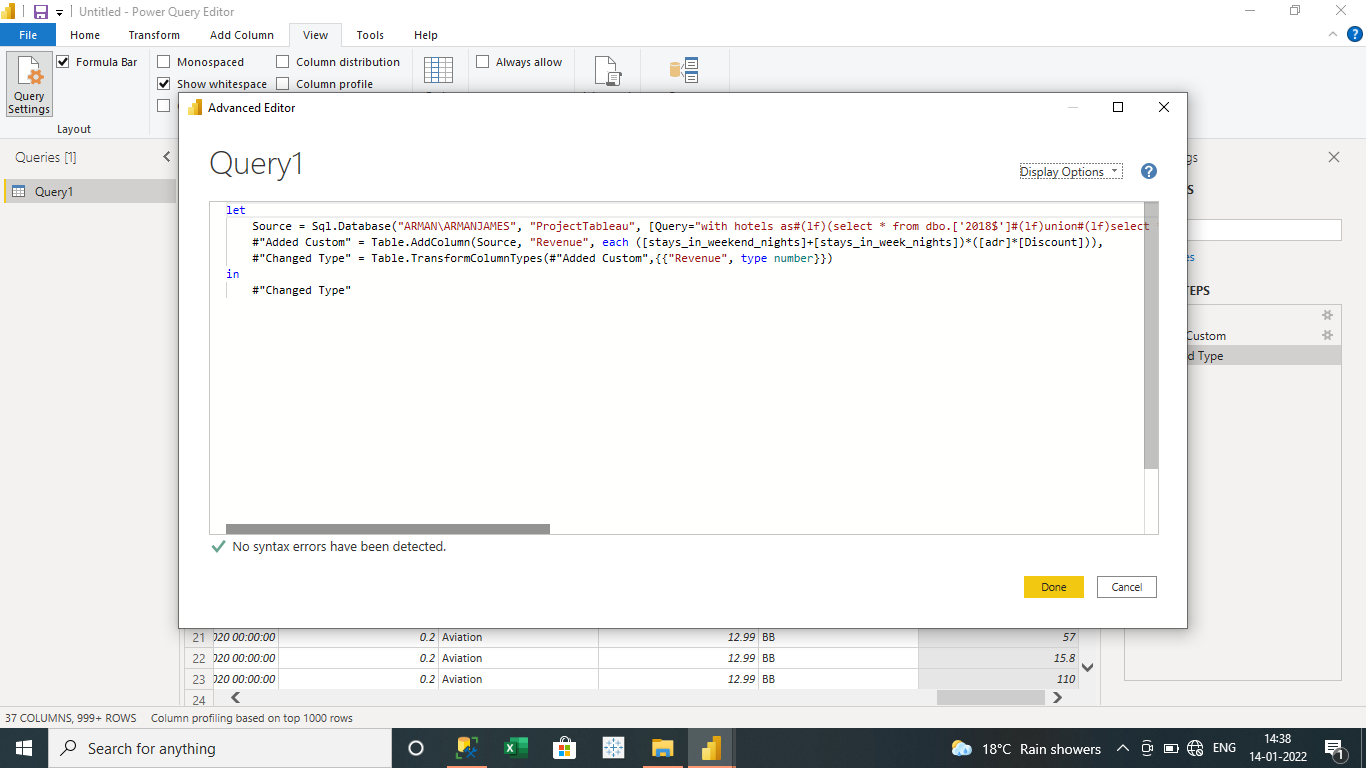 Untitled - Power Query Editor
File Home Transform Add Column View Tools Help
Formula Bar
Monospaced
Column distribution
Always allow
Show whitespace
Column profile
Query
Settings
Layout
Advanced Editor
Queries [1]
Query1
Query1
Display Options
let
Source = Sql.Database("ARMAN\ARMANJAMES", "ProjectTableau", [Query="with hotels as#(lf)(select * from dbo.['2018$']#(lf)union#(lf)select
#"Added Custom" = Table.AddColumn(Source, "Revenue", each ([stays_in_weekend_nights]+[stays_in_week_nights])*([adr]*[Discount])),
#"Changed Type" = Table.TransformColumnTypes(#"Added Custom",{{"Revenue", type number}})
in
#"Changed Type"
Custom
d Type
No syntax errors have been detected.
Done
Cancel
21 020 00:00:00 0.2 Aviation 12.99 BB 57
22 020 00:00:00 0.2 Aviation 12.99 BB 15.8
23 020 00:00:00 0.2 Aviation 12.99 BB 110
24
37 COLUMNS, 999+ ROWS Column profiling based on top 1000 rows
Search for anything
18°C Rain showers
ENG
14:38
14-01-2022
1